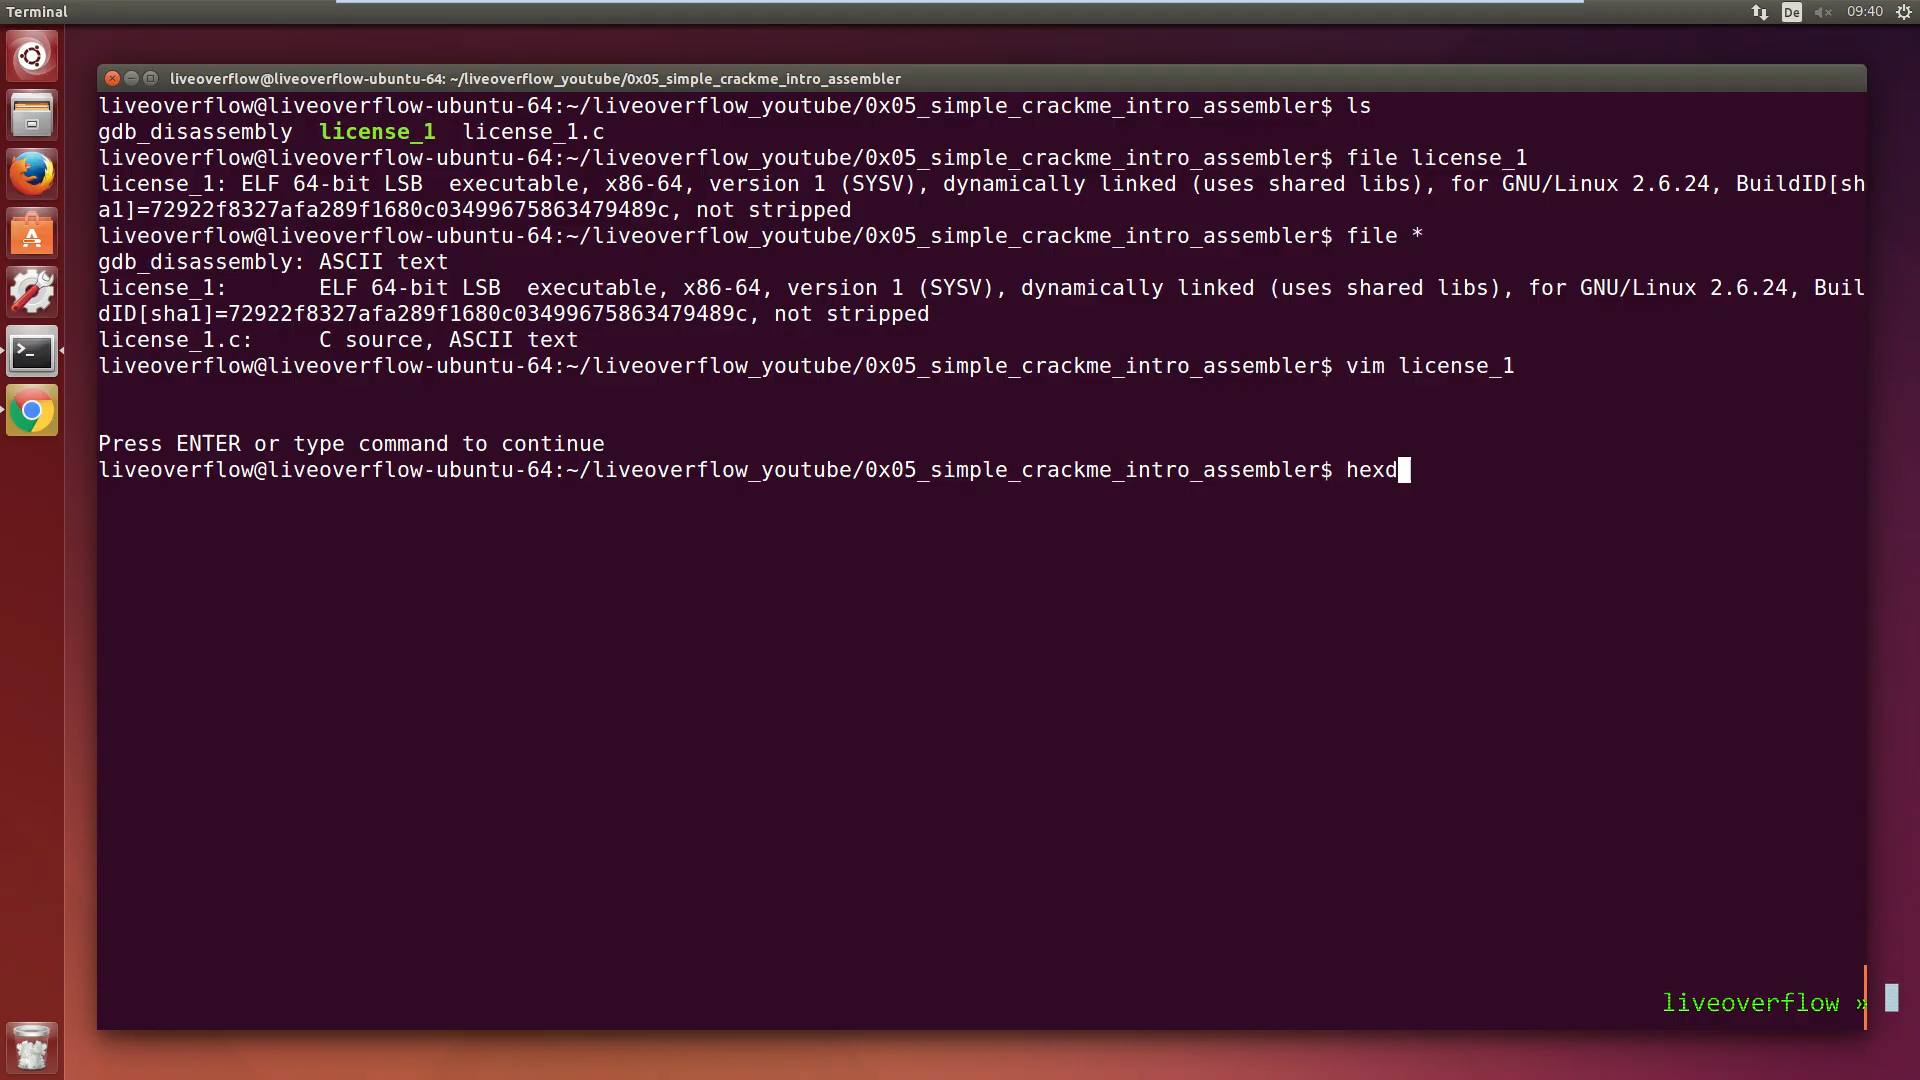 Terminal
De
09:40
liveoverflow@liveoverflow-ubuntu-64: ~/liveoverflow_youtube/0x05_simple_crackme_intro_assembler
liveoverflow@liveoverflow-ubuntu-64:~/liveoverflow_youtube/0x05_simple_crackme_intro_assembler$ ls
gdb_disassembly  license_1  license_1.c
liveoverflow@liveoverflow-ubuntu-64:~/liveoverflow_youtube/0x05_simple_crackme_intro_assembler$ file license_1
license_1: ELF 64-bit LSB  executable, x86-64, version 1 (SYSV), dynamically linked (uses shared libs), for GNU/Linux 2.6.24, BuildID[sh
a1]=72922f8327afa289f1680c03499675863479489c, not stripped
liveoverflow@liveoverflow-ubuntu-64:~/liveoverflow_youtube/0x05_simple_crackme_intro_assembler$ file *
gdb_disassembly: ASCII text
license_1:       ELF 64-bit LSB  executable, x86-64, version 1 (SYSV), dynamically linked (uses shared libs), for GNU/Linux 2.6.24, Buil
dID[sha1]=72922f8327afa289f1680c03499675863479489c, not stripped
license_1.c:     C source, ASCII text
liveoverflow@liveoverflow-ubuntu-64:~/liveoverflow_youtube/0x05_simple_crackme_intro_assembler$ vim license_1
Press ENTER or type command to continue
liveoverflow@liveoverflow-ubuntu-64:~/liveoverflow_youtube/0x05_simple_crackme_intro_assembler$ hexd
liveoverflow »